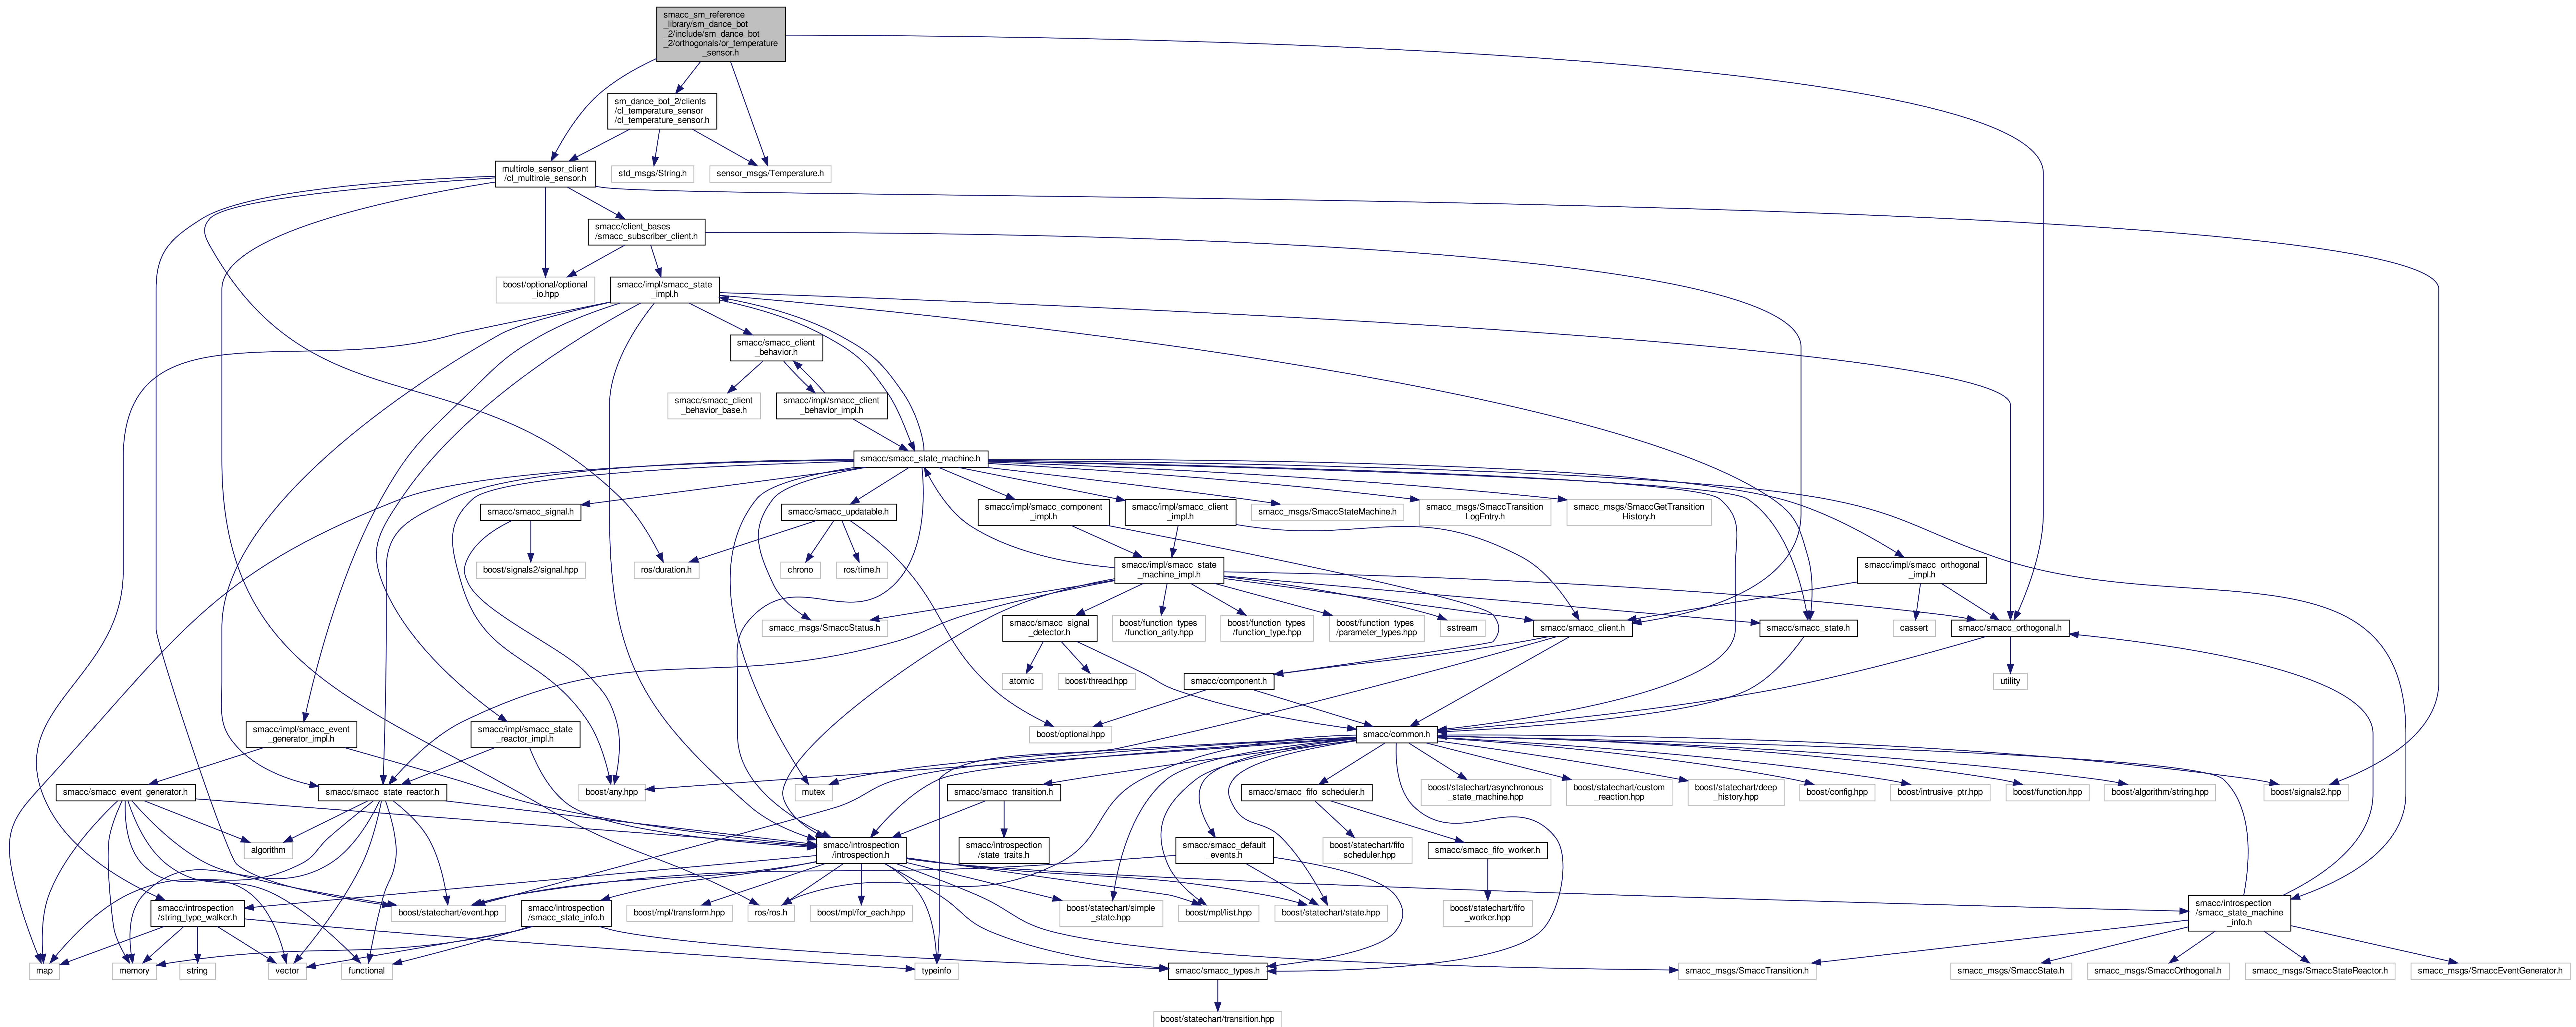 smacc_sm_reference
_library/sm_dance_bot
_2/include/sm_dance_bot
_2/orthogonals/or_temperature
_sensor.h
sm_dance_bot_2/clients
/cl_temperature_sensor
/cl_temperature_sensor.h
multirole_sensor_client
/cl_multirole_sensor.h
std_msgs/String.h
sensor_msgs/Temperature.h
smacc/client_bases
/smacc_subscriber_client.h
boost/optional/optional
_io.hpp
smacc/impl/smacc_state
_impl.h
smacc/smacc_client
_behavior.h
smacc/smacc_client
_behavior_base.h
smacc/impl/smacc_client
_behavior_impl.h
smacc/smacc_state_machine.h
smacc/smacc_signal.h
smacc/smacc_updatable.h
smacc/impl/smacc_component
_impl.h
smacc/impl/smacc_client
_impl.h
smacc_msgs/SmaccStateMachine.h
smacc_msgs/SmaccTransition
LogEntry.h
smacc_msgs/SmaccGetTransition
History.h
boost/signals2/signal.hpp
ros/duration.h
chrono
ros/time.h
smacc/impl/smacc_state
_machine_impl.h
smacc/impl/smacc_orthogonal
_impl.h
smacc_msgs/SmaccStatus.h
smacc/smacc_signal
_detector.h
boost/function_types
/function_arity.hpp
boost/function_types
/function_type.hpp
boost/function_types
/parameter_types.hpp
sstream
smacc/smacc_client.h
smacc/smacc_state.h
cassert
smacc/smacc_orthogonal.h
atomic
boost/thread.hpp
smacc/component.h
utility
smacc/impl/smacc_event
_generator_impl.h
smacc/impl/smacc_state
_reactor_impl.h
boost/optional.hpp
smacc/common.h
smacc/smacc_event_generator.h
smacc/smacc_state_reactor.h
boost/any.hpp
mutex
smacc/smacc_transition.h
smacc/smacc_fifo_scheduler.h
boost/statechart/asynchronous
_state_machine.hpp
boost/statechart/custom
_reaction.hpp
boost/statechart/deep
_history.hpp
boost/config.hpp
boost/intrusive_ptr.hpp
boost/function.hpp
boost/algorithm/string.hpp
boost/signals2.hpp
algorithm
smacc/introspection
/introspection.h
smacc/introspection
/state_traits.h
smacc/smacc_default
_events.h
boost/statechart/fifo
_scheduler.hpp
smacc/smacc_fifo_worker.h
smacc/introspection
/string_type_walker.h
boost/statechart/event.hpp
smacc/introspection
/smacc_state_info.h
boost/mpl/transform.hpp
ros/ros.h
boost/mpl/for_each.hpp
boost/statechart/simple
_state.hpp
boost/mpl/list.hpp
boost/statechart/state.hpp
boost/statechart/fifo
_worker.hpp
smacc/introspection
/smacc_state_machine
_info.h
map
memory
string
vector
functional
typeinfo
smacc/smacc_types.h
smacc_msgs/SmaccTransition.h
smacc_msgs/SmaccState.h
smacc_msgs/SmaccOrthogonal.h
smacc_msgs/SmaccStateReactor.h
smacc_msgs/SmaccEventGenerator.h
boost/statechart/transition.hpp